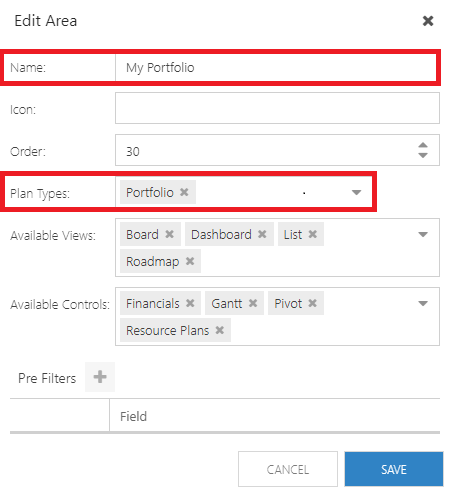 Edit Area ✖
Name: My Portfolio
Icon:
Order: 30
Plan Types: Portfolio ✖
Available Views: Board ✖ Dashboard ✖ List ✖
Roadmap ✖
Available Controls: Financials ✖ Gantt ✖ Pivot ✖
Resource Plans ✖
Pre Filters +
Field
CANCEL SAVE